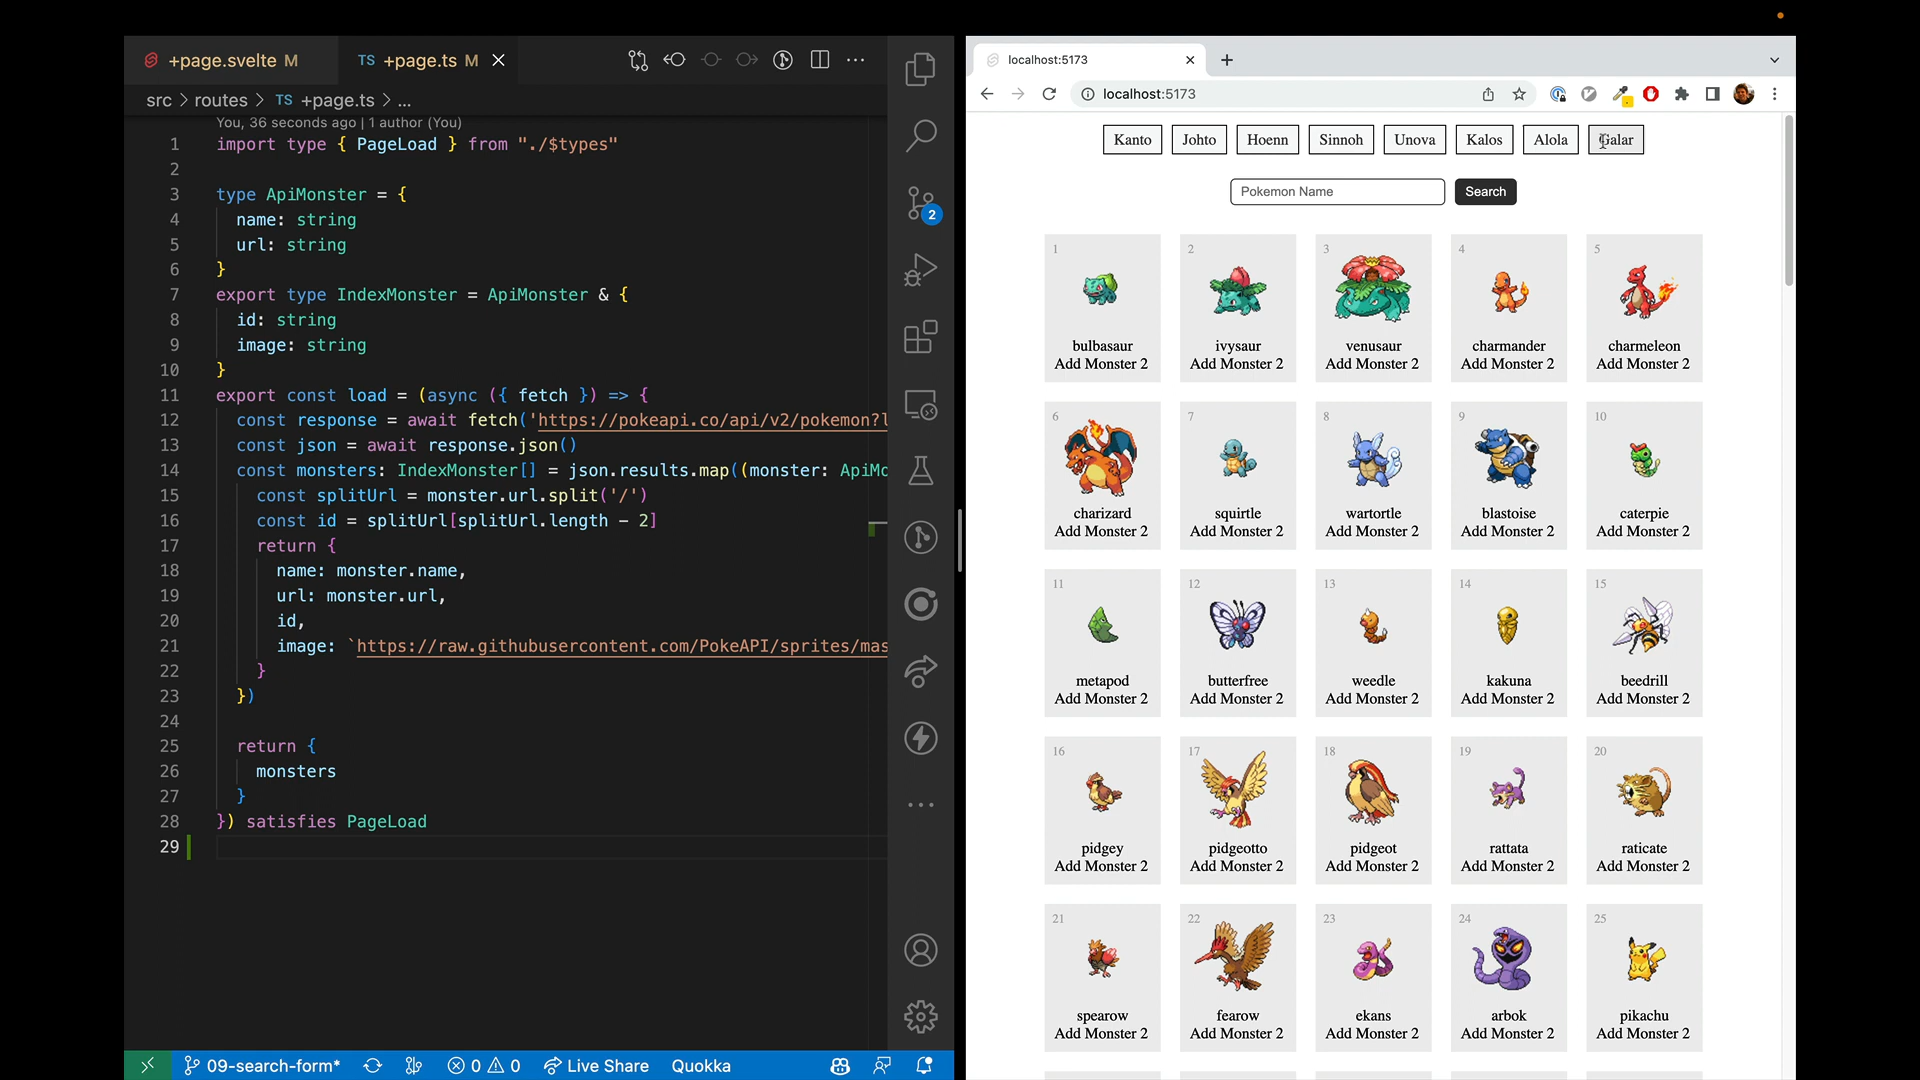 +page.svelte M
TS +page.ts M
src > routes > TS +page.ts > ...
You, 36 seconds ago | 1 author (You)
1 import type { PageLoad } from "./$types"
2
3 type ApiMonster = {
4 name: string
5 url: string
6 }
7 export type IndexMonster = ApiMonster & {
8 id: string
9 image: string
10 }
11 export const load = (async ({ fetch }) => {
12 const response = await fetch('https://pokeapi.co/api/v2/pokemon?l
13 const json = await response.json()
14 const monsters: IndexMonster[] = json.results.map((monster: ApiMo
15 const splitUrl = monster.url.split('/')
16 const id = splitUrl[splitUrl.length - 2]
17 return {
18 name: monster.name,
19 url: monster.url,
20 id,
21 image: `https://raw.githubusercontent.com/PokeAPI/sprites/mas
22 }
23 })
24
25 return {
26 monsters
27 }
28 }) satisfies PageLoad
29
2
09-search-form*
0 0
Live Share
Quokka
localhost:5173
localhost:5173
Kanto
Johto
Hoenn
Sinnoh
Unova
Kalos
Alola
Galar
Pokemon Name
Search
1
bulbasaur
Add Monster 2
2
ivysaur
Add Monster 2
3
venusaur
Add Monster 2
4
charmander
Add Monster 2
5
charmeleon
Add Monster 2
6
charizard
Add Monster 2
7
squirtle
Add Monster 2
8
wartortle
Add Monster 2
9
blastoise
Add Monster 2
10
caterpie
Add Monster 2
11
metapod
Add Monster 2
12
butterfree
Add Monster 2
13
weedle
Add Monster 2
14
kakuna
Add Monster 2
15
beedrill
Add Monster 2
16
pidgey
Add Monster 2
17
pidgeotto
Add Monster 2
18
pidgeot
Add Monster 2
19
rattata
Add Monster 2
20
raticate
Add Monster 2
21
spearow
Add Monster 2
22
fearow
Add Monster 2
23
ekans
Add Monster 2
24
arbok
Add Monster 2
25
pikachu
Add Monster 2